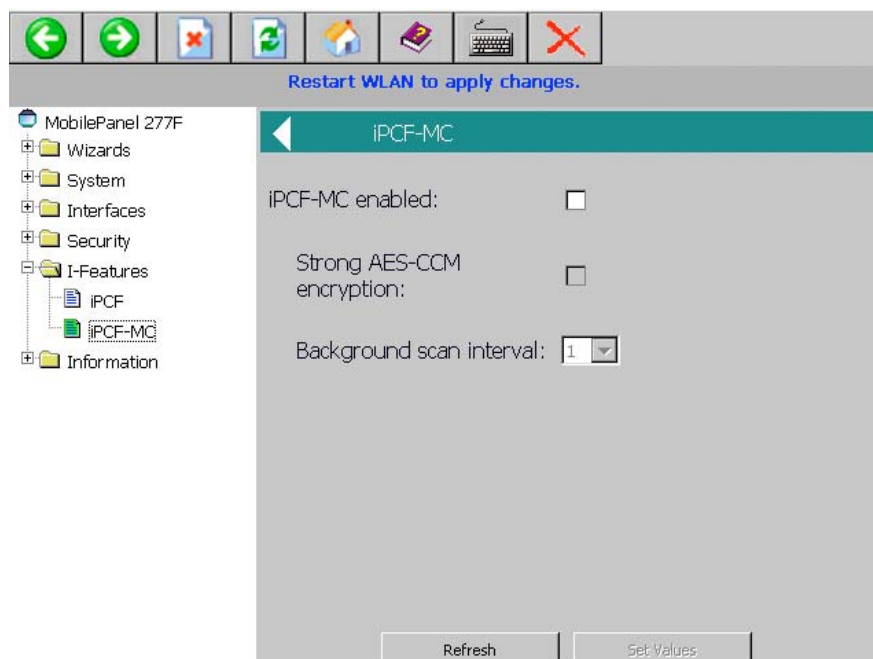 Restart WLAN to apply changes.
MobilePanel 277F
Wizards
System
Interfaces
Security
I-Features
iPCF
iPCF-MC
Information
iPCF-MC
iPCF-MC enabled:
Strong AES-CCM
encryption:
Background scan interval: 1
Refresh
Set Values